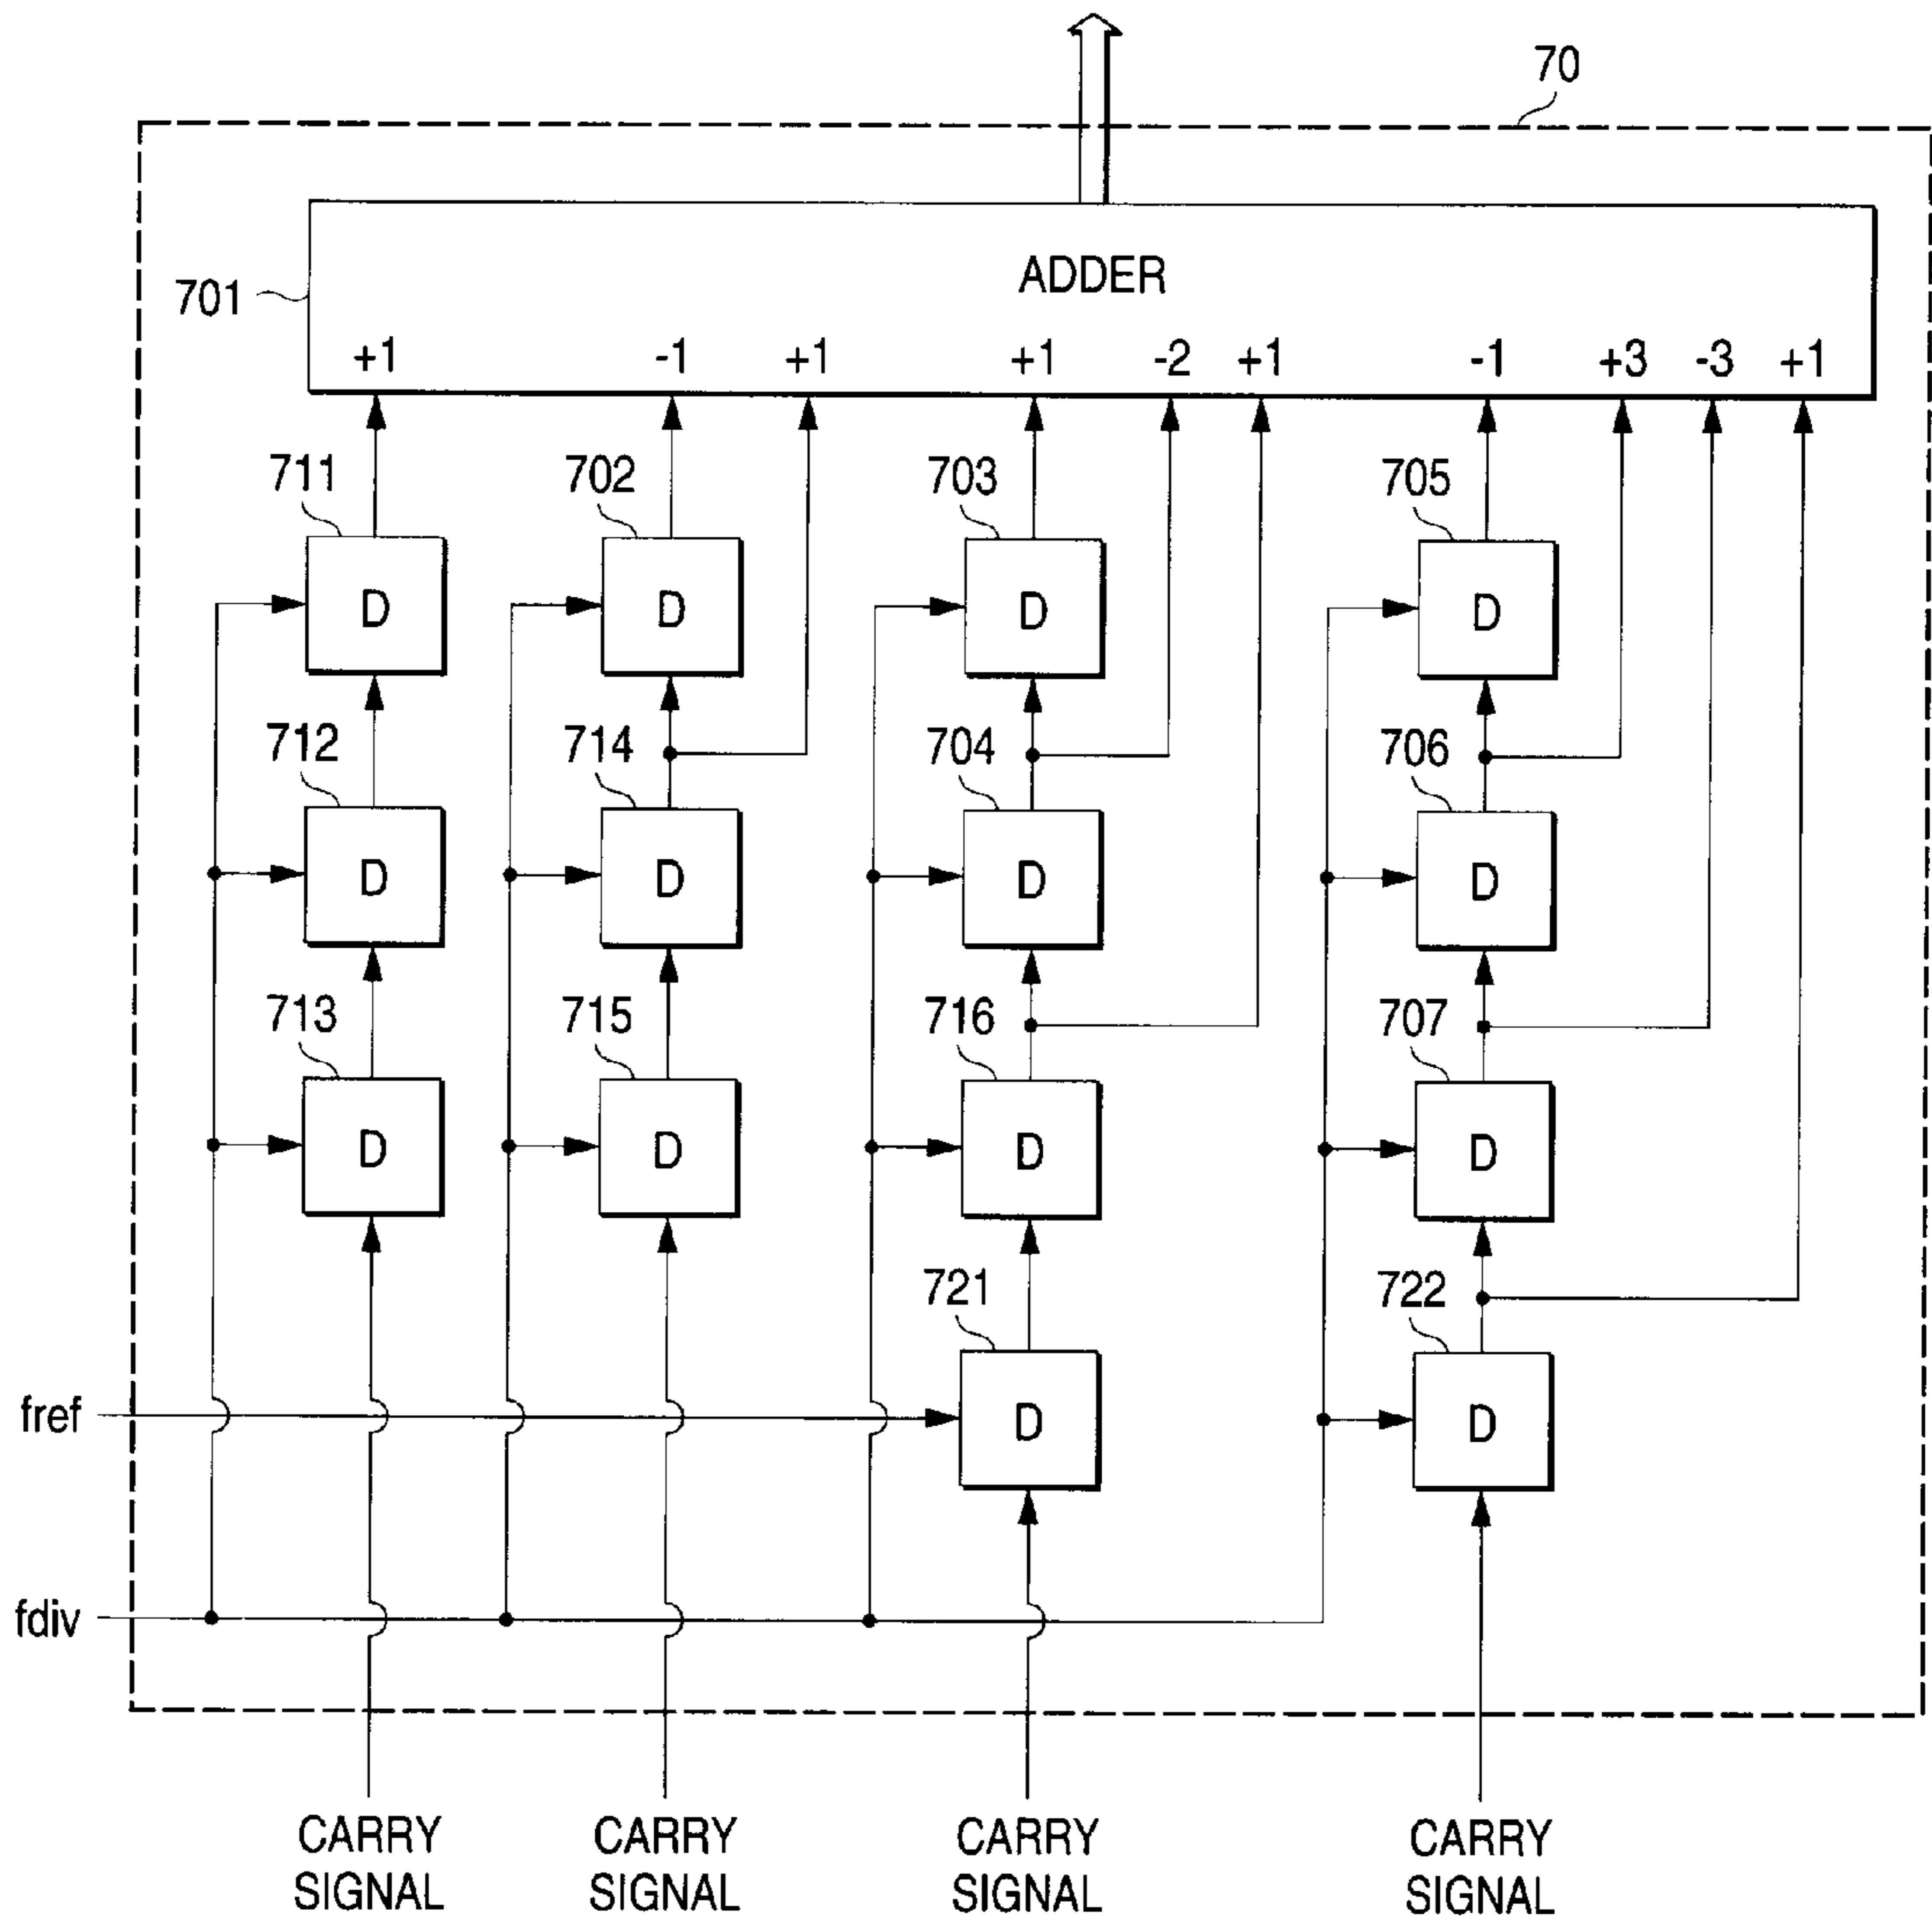 70
701
ADDER
+1 -1 +1 +1 -2 +1 -1 +3 -3 +1
711 702 703 705
D D D D
712 714 704 706
D D D D
713 715 716 707
D D D D
721 722
fref
D D
fdiv
CARRY SIGNAL
CARRY SIGNAL
CARRY SIGNAL
CARRY SIGNAL